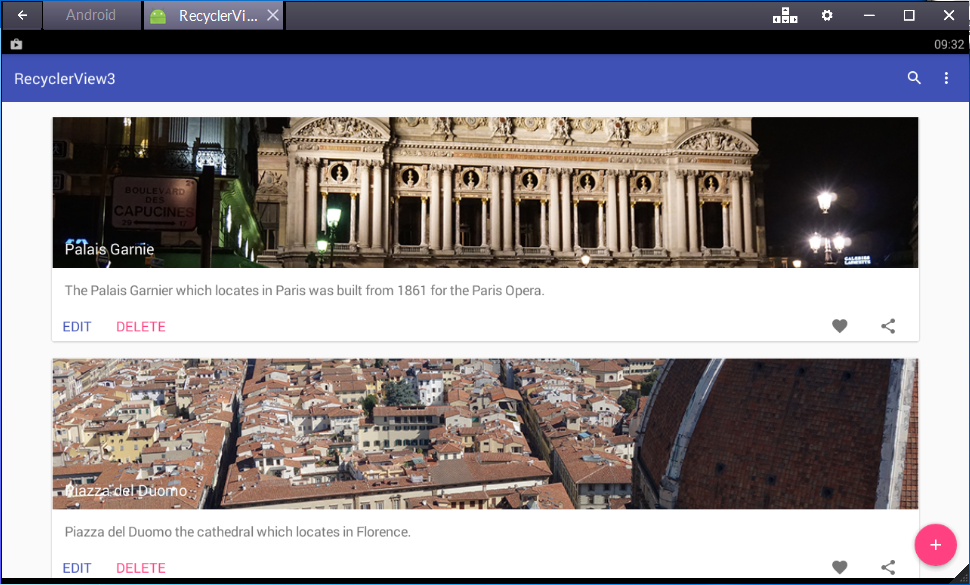 Android
RecyclerVi...
09:32
RecyclerView3
BOULEVARD
DES
CAPUCINES
Palais Garnie
The Palais Garnier which locates in Paris was built from 1861 for the Paris Opera.
EDIT DELETE
Piazza del Duomo
Piazza del Duomo the cathedral which locates in Florence.
EDIT DELETE